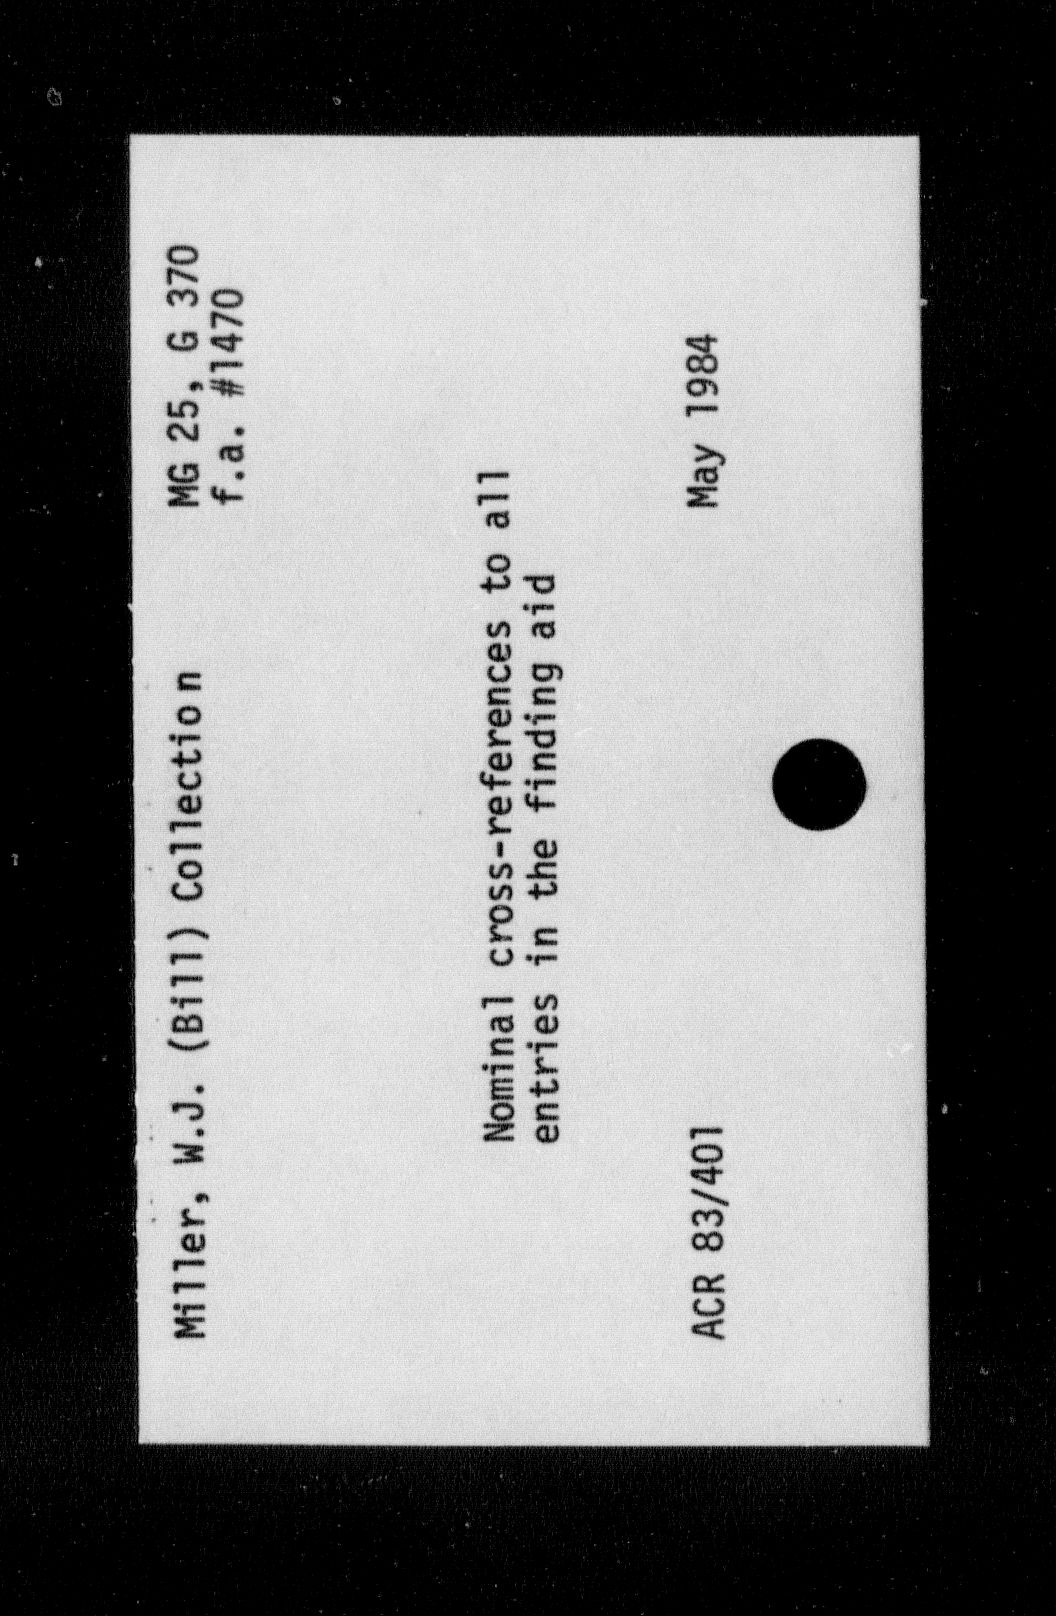 Miller, W.J. (Bill) Collection MG 25, G 370
f.a. #1470
Nominal cross-references to all
entries in the finding aid
ACR 83/401 May 1984